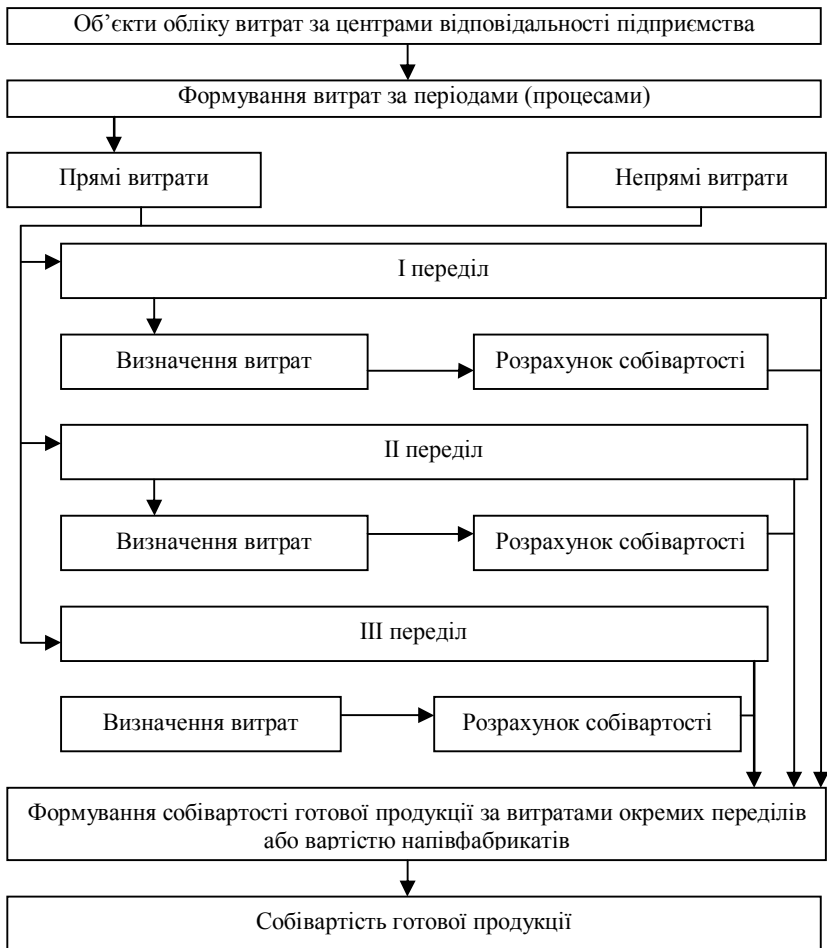 Об’єкти обліку витрат за центрами відповідальності підприємства
Формування витрат за періодами (процесами)
Прямі витрати
Непрямі витрати
І переділ
Визначення витрат
Розрахунок собівартості
ІІ переділ
Визначення витрат
Розрахунок собівартості
ІІІ переділ
Визначення витрат
Розрахунок собівартості
Формування собівартості готової продукції за витратами окремих переділів
або вартістю напівфабрикатів
Собівартість готової продукції